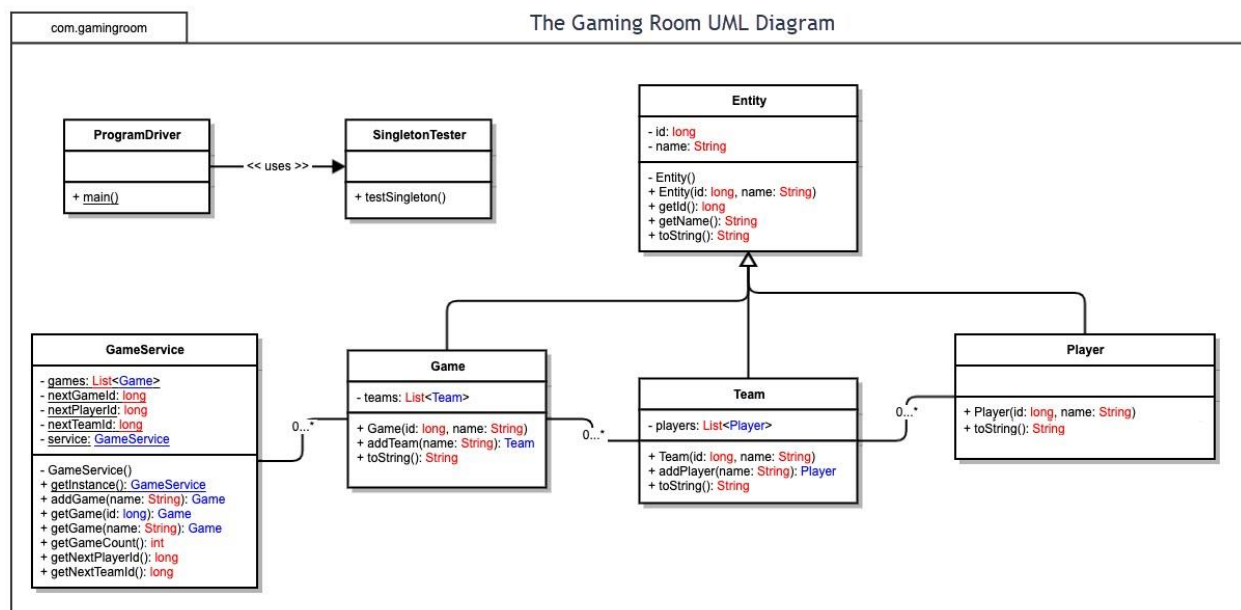 com.gamingroom
The Gaming Room UML Diagram
ProgramDriver
+ main()
<< uses >>
SingletonTester
+ testSingleton()
Entity
- id: long
- name: String
- Entity()
+ Entity(id: long, name: String)
+ getId(): long
+ getName(): String
+ toString(): String
GameService
- games: List<Game>
- nextGameId: long
- nextPlayerId: long
- nextTeamId: long
- service: GameService
- GameService()
+ getInstance(): GameService
+ addGame(name: String): Game
+ getGame(id: long): Game
+ getGame(name: String): Game
+ getGameCount(): int
+ getNextPlayerId(): long
+ getNextTeamId(): long
0...*
Game
- teams: List<Team>
+ Game(id: long, name: String)
+ addTeam(name: String): Team
+ toString(): String
0...*
Team
- players: List<Player>
+ Team(id: long, name: String)
+ addPlayer(name: String): Player
+ toString(): String
0...*
Player
+ Player(id: long, name: String)
+ toString(): String